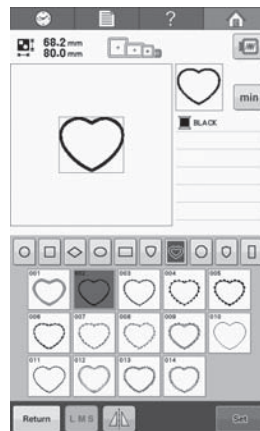 ?
68.2 mm
80.0 mm
min
BLACK
001 002 003 004 005
006 007 008 009 010
011 012 013 014
Return L M S Set